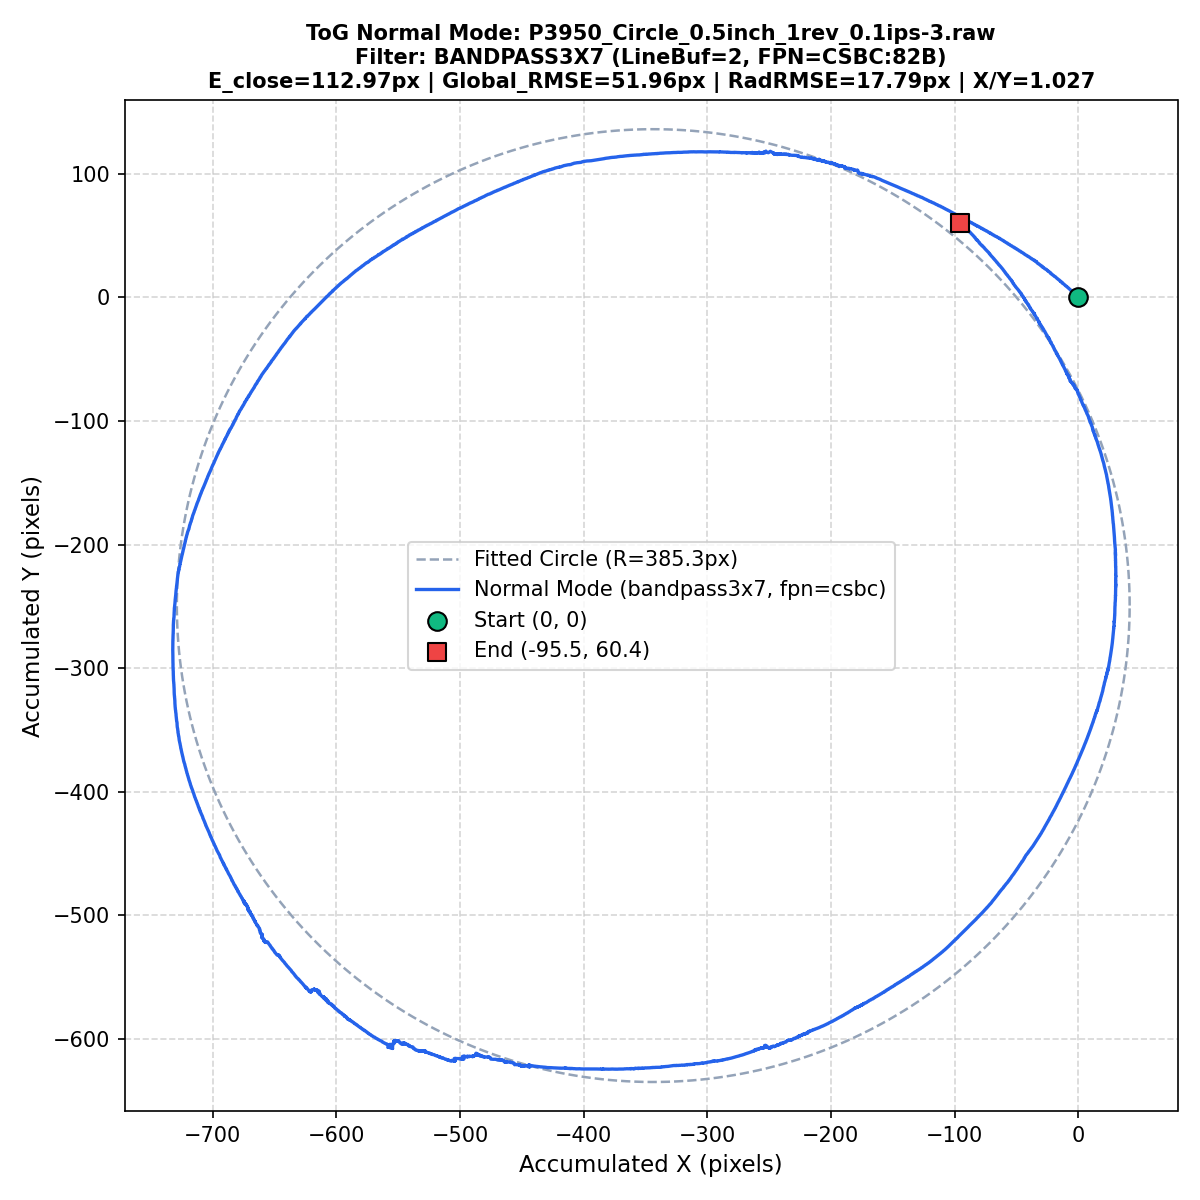 ToG Normal Mode: P3950_Circle_0.5inch_1rev_0.1ips-3.raw
Filter: BANDPASS3X7 (LineBuf=2, FPN=CSBC:82B)
E_close=112.97px | Global_RMSE=51.96px | RadRMSE=17.79px | X/Y=1.027
Accumulated Y (pixels)
100
0
−100
−200
−300
−400
−500
−600
Fitted Circle (R=385.3px)
Normal Mode (bandpass3x7, fpn=csbc)
Start (0, 0)
End (-95.5, 60.4)
−700 −600 −500 −400 −300 −200 −100 0
Accumulated X (pixels)